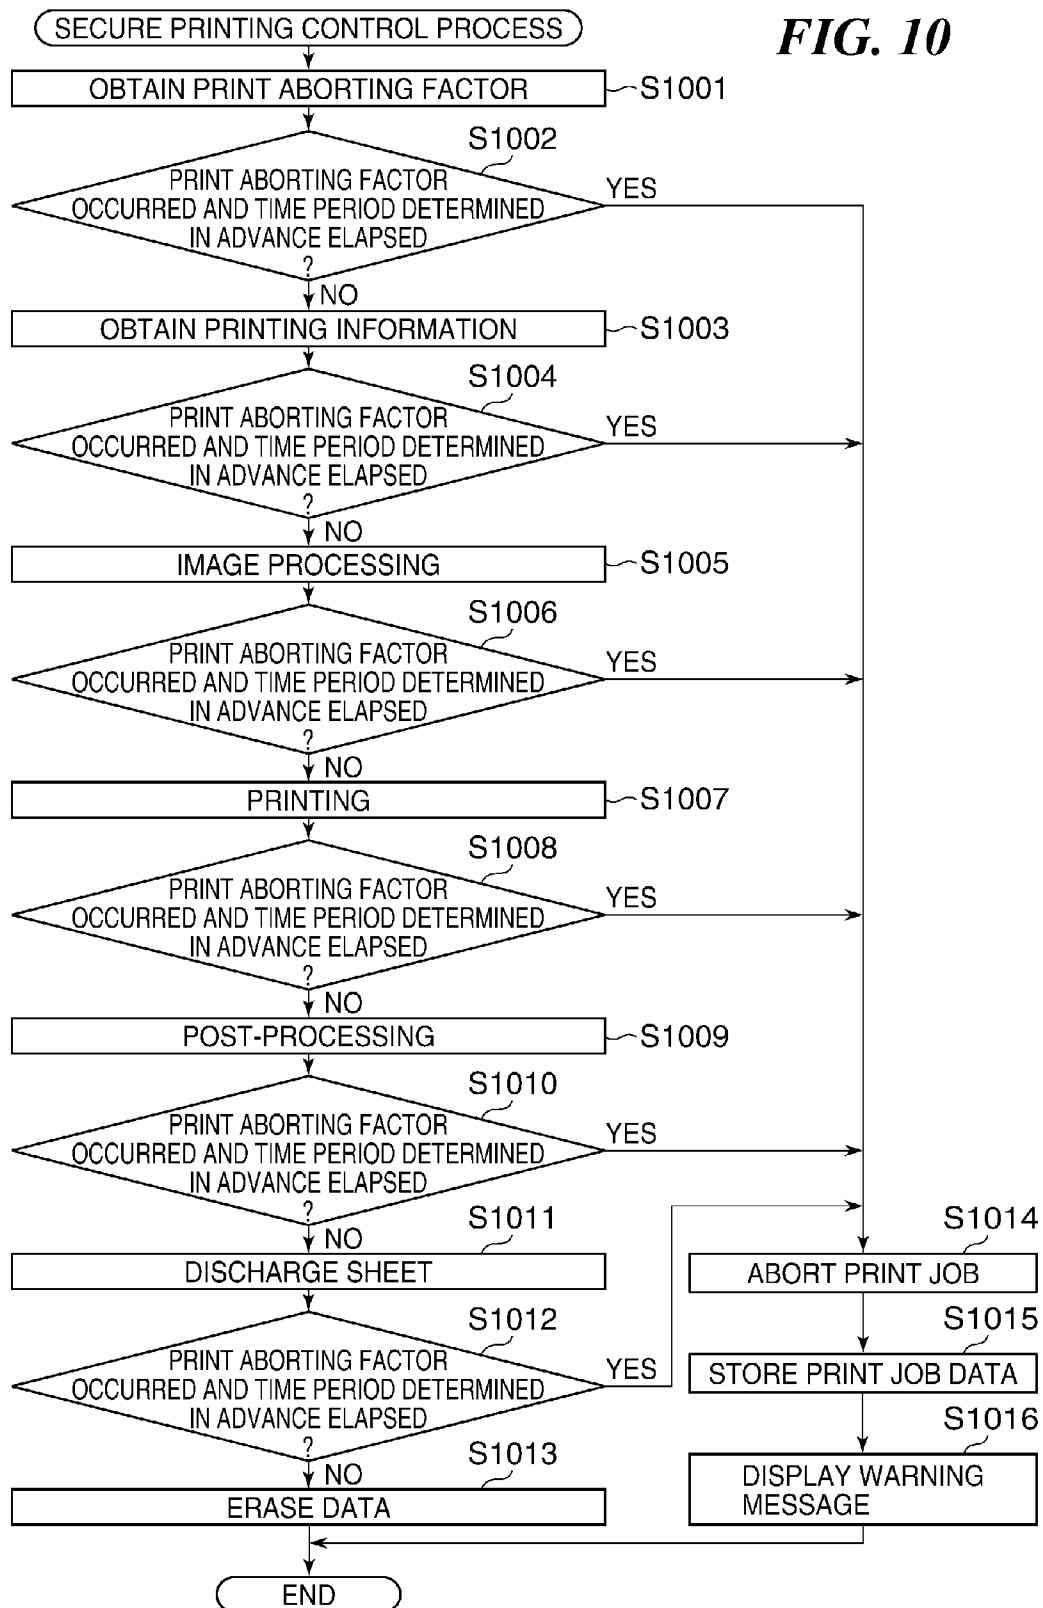 SECURE PRINTING CONTROL PROCESS
FIG. 10
OBTAIN PRINT ABORTING FACTOR
S1001
S1002
PRINT ABORTING FACTOR
OCCURRED AND TIME PERIOD DETERMINED
IN ADVANCE ELAPSED
?
YES
NO
OBTAIN PRINTING INFORMATION
S1003
S1004
PRINT ABORTING FACTOR
OCCURRED AND TIME PERIOD DETERMINED
IN ADVANCE ELAPSED
?
YES
NO
IMAGE PROCESSING
S1005
S1006
PRINT ABORTING FACTOR
OCCURRED AND TIME PERIOD DETERMINED
IN ADVANCE ELAPSED
?
YES
NO
PRINTING
S1007
S1008
PRINT ABORTING FACTOR
OCCURRED AND TIME PERIOD DETERMINED
IN ADVANCE ELAPSED
?
YES
NO
POST-PROCESSING
S1009
S1010
PRINT ABORTING FACTOR
OCCURRED AND TIME PERIOD DETERMINED
IN ADVANCE ELAPSED
?
YES
NO
S1011
DISCHARGE SHEET
S1012
PRINT ABORTING FACTOR
OCCURRED AND TIME PERIOD DETERMINED
IN ADVANCE ELAPSED
?
YES
NO
S1013
ERASE DATA
S1014
ABORT PRINT JOB
S1015
STORE PRINT JOB DATA
S1016
DISPLAY WARNING
MESSAGE
END